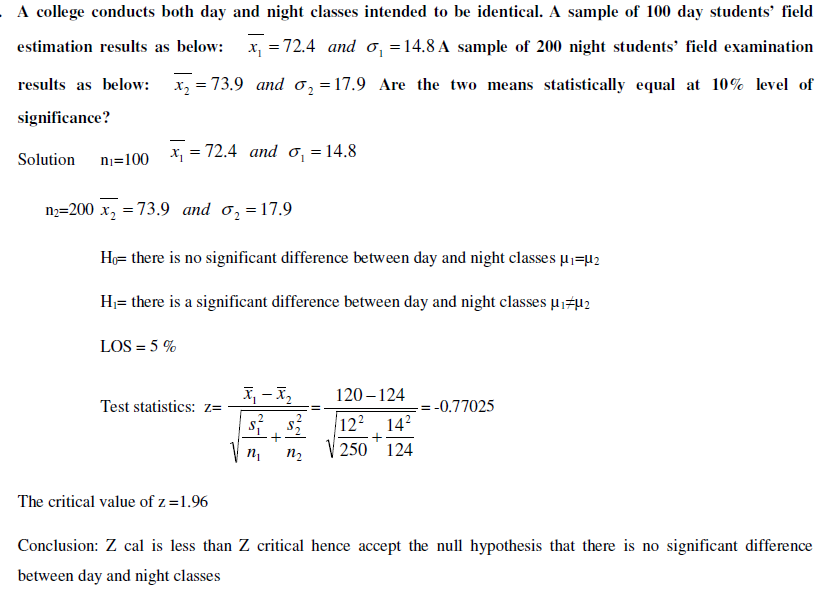 . A college conducts both day and night classes intended to be identical. A sample of 100 day students' field
estimation results as below: x̄₁ = 72.4 and σ₁ = 14.8 A sample of 200 night students' field examination
results as below: x̄₂ = 73.9 and σ₂ = 17.9 Are the two means statistically equal at 10% level of
significance?
Solution n₁=100 x̄₁ = 72.4 and σ₁ = 14.8
n₂=200 x̄₂ = 73.9 and σ₂ = 17.9
H₀= there is no significant difference between day and night classes μ₁=μ₂
H₁= there is a significant difference between day and night classes μ₁≠μ₂
LOS = 5 %
Test statistics: z= (x̄₁ − x̄₂) / √(s₁²/n₁ + s₂²/n₂) = (120 − 124) / √(12²/250 + 14²/124) = -0.77025
The critical value of z =1.96
Conclusion: Z cal is less than Z critical hence accept the null hypothesis that there is no significant difference
between day and night classes